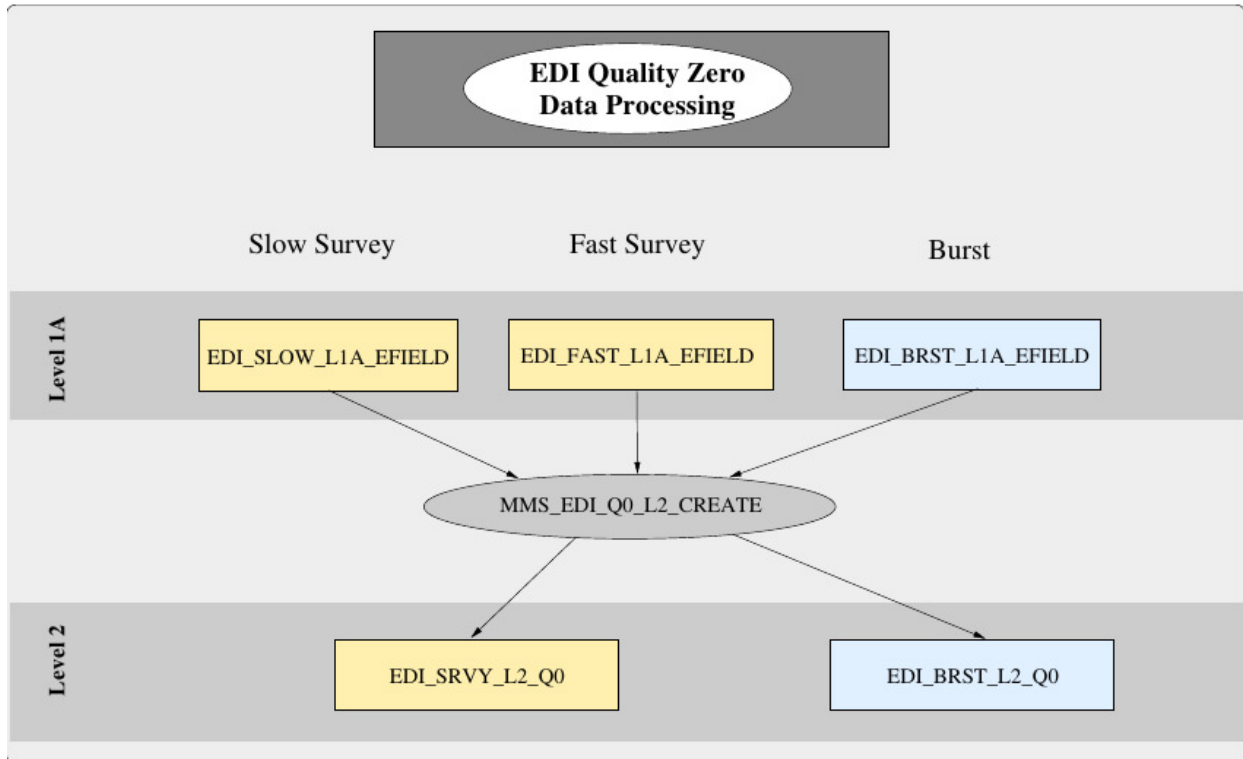 EDI Quality Zero
Data Processing
Slow Survey
Fast Survey
Burst
Level 1A
EDI_SLOW_L1A_EFIELD
EDI_FAST_L1A_EFIELD
EDI_BRST_L1A_EFIELD
MMS_EDI_Q0_L2_CREATE
Level 2
EDI_SRVY_L2_Q0
EDI_BRST_L2_Q0